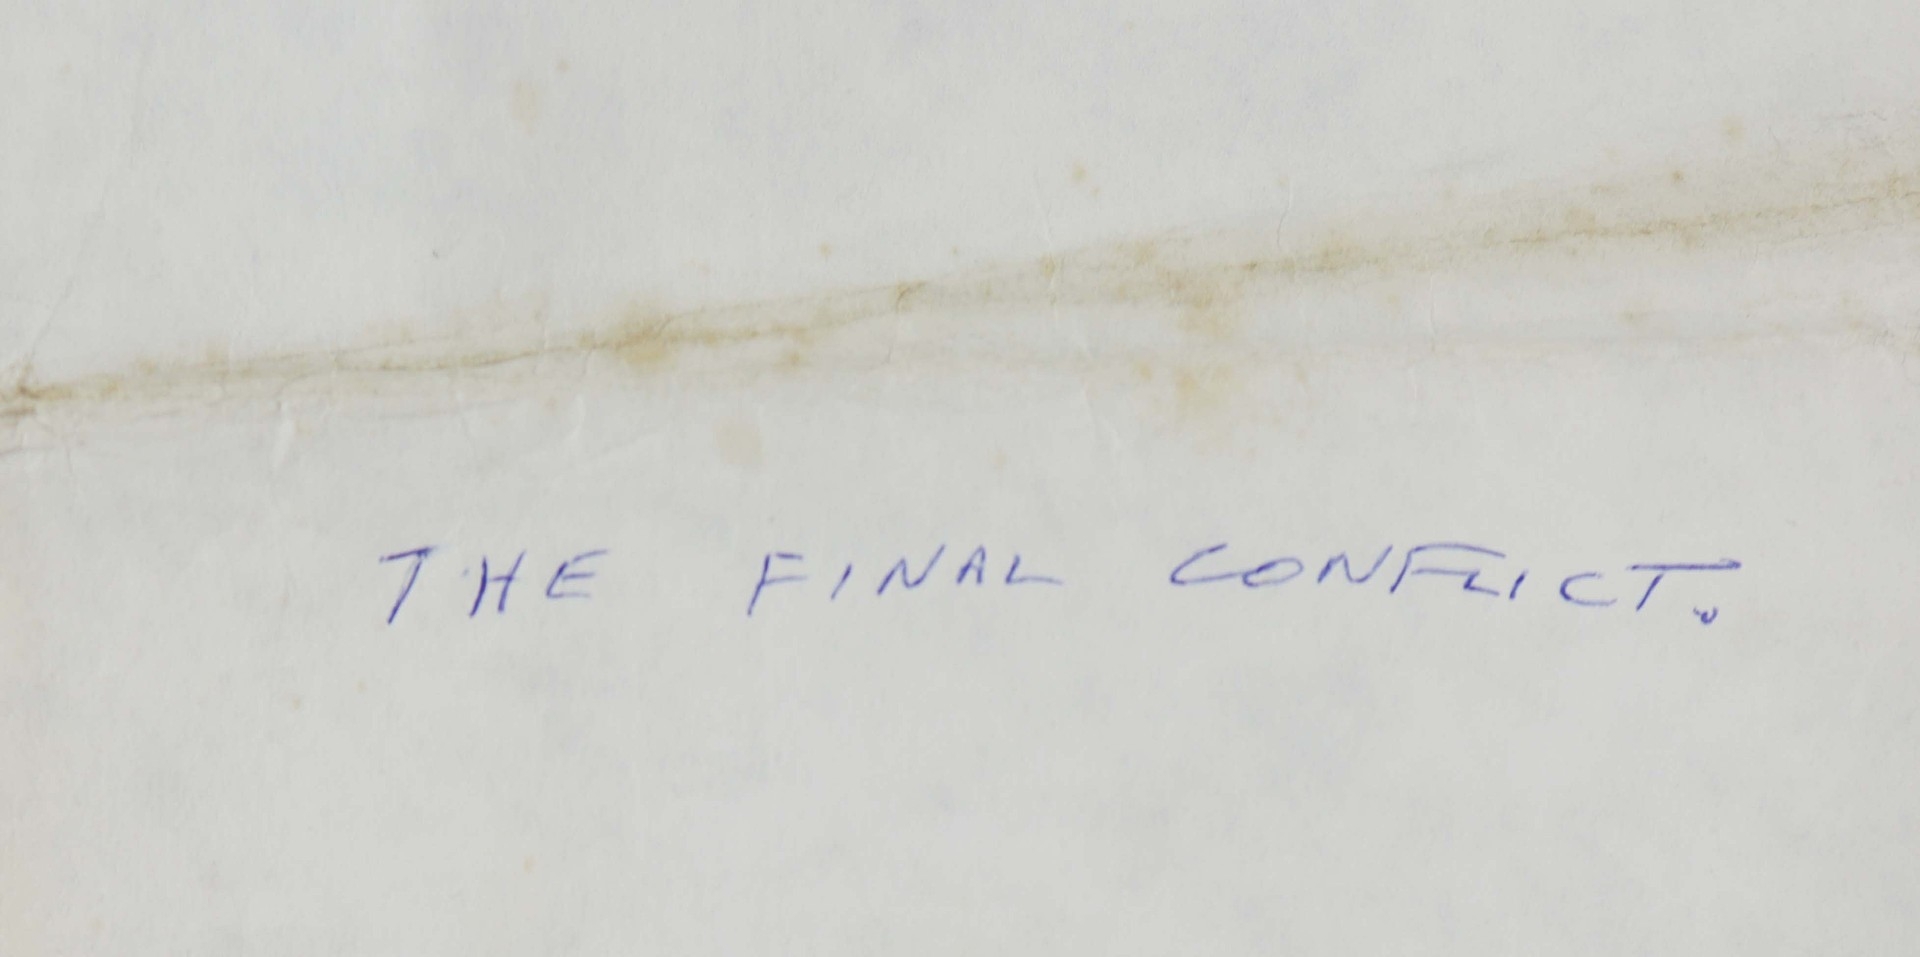 THE FINAL CONFLICT.